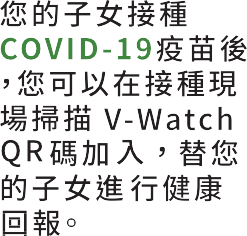 您的子女接種
COVID-19疫苗後
，您可以在接種現
場掃描 V-Watch
QR碼加入，替您
的子女進行健康
回報。